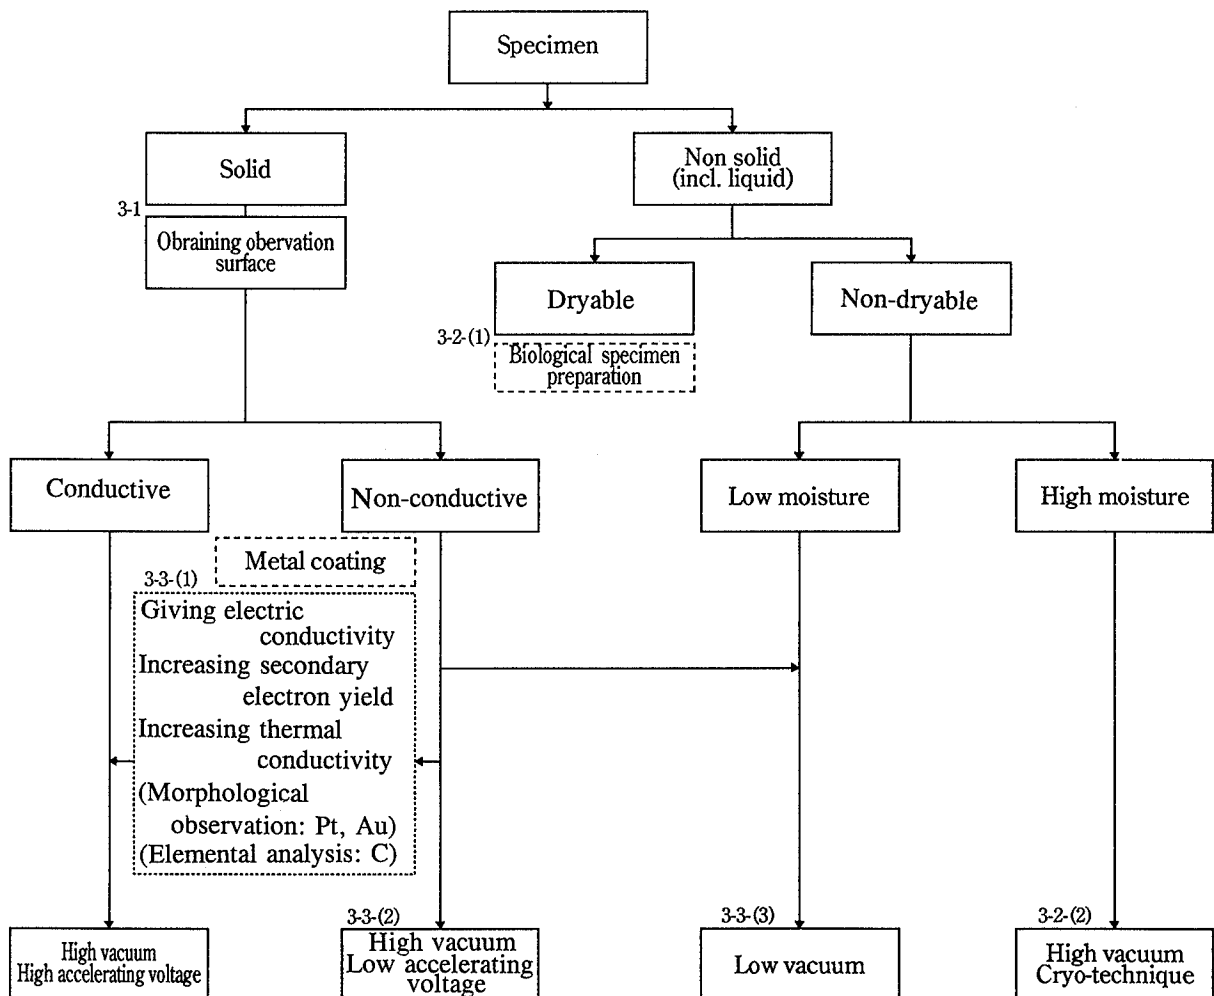 Specimen
Solid
Non solid
(incl. liquid)
3-1
Obraining obervation
surface
Dryable
Non-dryable
3-2-(1)
Biological specimen
preparation
Conductive
Non-conductive
Low moisture
High moisture
Metal coating
3-3-(1)
Giving electric
conductivity
Increasing secondary
electron yield
Increasing thermal
conductivity
(Morphological
observation: Pt, Au)
(Elemental analysis: C)
3-3-(2)
3-3-(3)
3-2-(2)
High vacuum
High accelerating voltage
High vacuum
Low accelerating
voltage
Low vacuum
High vacuum
Cryo-technique